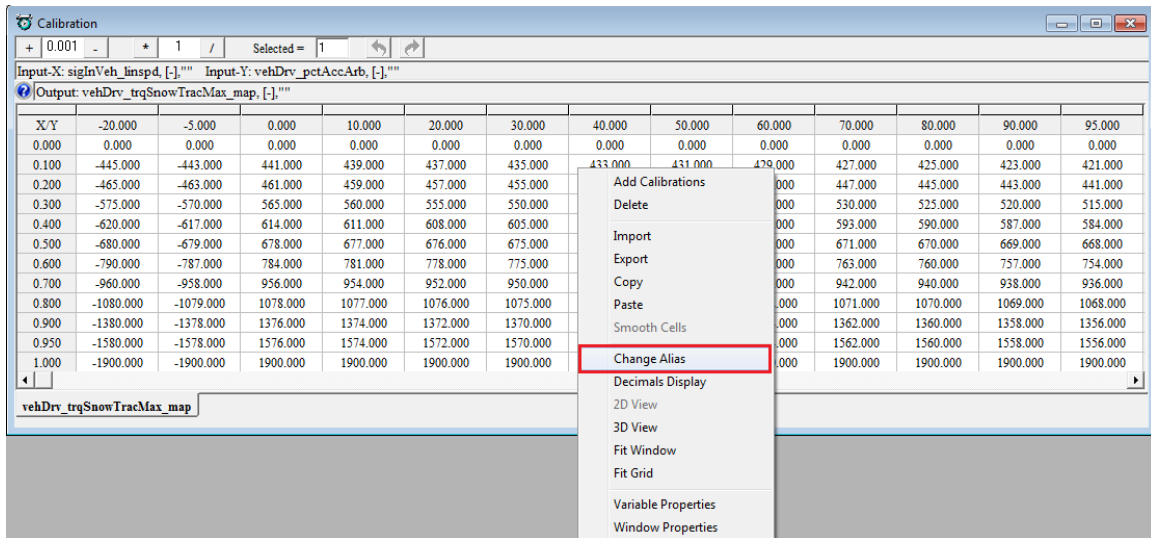 Calibration
+ 0.001 - * 1 / Selected = 1
Input-X: sigInVeh_linspd, [-],"" Input-Y: vehDrv_pctAccArb, [-],""
Output: vehDrv_trqSnowTracMax_map, [-],""
X/Y -20.000 -5.000 0.000 10.000 20.000 30.000 40.000 50.000 60.000 70.000 80.000 90.000 95.000
0.000 0.000 0.000 0.000 0.000 0.000 0.000 0.000 0.000 0.000 0.000 0.000 0.000 0.000
0.100 -445.000 -443.000 441.000 439.000 437.000 435.000 433.000 431.000 429.000 427.000 425.000 423.000 421.000
0.200 -465.000 -463.000 461.000 459.000 457.000 455.000 Add Calibrations 000 447.000 445.000 443.000 441.000
0.300 -575.000 -570.000 565.000 560.000 555.000 550.000 Delete 000 530.000 525.000 520.000 515.000
0.400 -620.000 -617.000 614.000 611.000 608.000 605.000 000 593.000 590.000 587.000 584.000
Import
0.500 -680.000 -679.000 678.000 677.000 676.000 675.000 000 671.000 670.000 669.000 668.000
0.600 -790.000 -787.000 784.000 781.000 778.000 775.000 Export 000 763.000 760.000 757.000 754.000
0.700 -960.000 -958.000 956.000 954.000 952.000 950.000 Copy 000 942.000 940.000 938.000 936.000
0.800 -1080.000 -1079.000 1078.000 1077.000 1076.000 1075.000 Paste .000 1071.000 1070.000 1069.000 1068.000
0.900 -1380.000 -1378.000 1376.000 1374.000 1372.000 1370.000 Smooth Cells .000 1362.000 1360.000 1358.000 1356.000
0.950 -1580.000 -1578.000 1576.000 1574.000 1572.000 1570.000 .000 1562.000 1560.000 1558.000 1556.000
1.000 -1900.000 -1900.000 1900.000 1900.000 1900.000 1900.000 Change Alias .000 1900.000 1900.000 1900.000 1900.000
Decimals Display
vehDrv_trqSnowTracMax_map 2D View
3D View
Fit Window
Fit Grid
Variable Properties
Window Properties